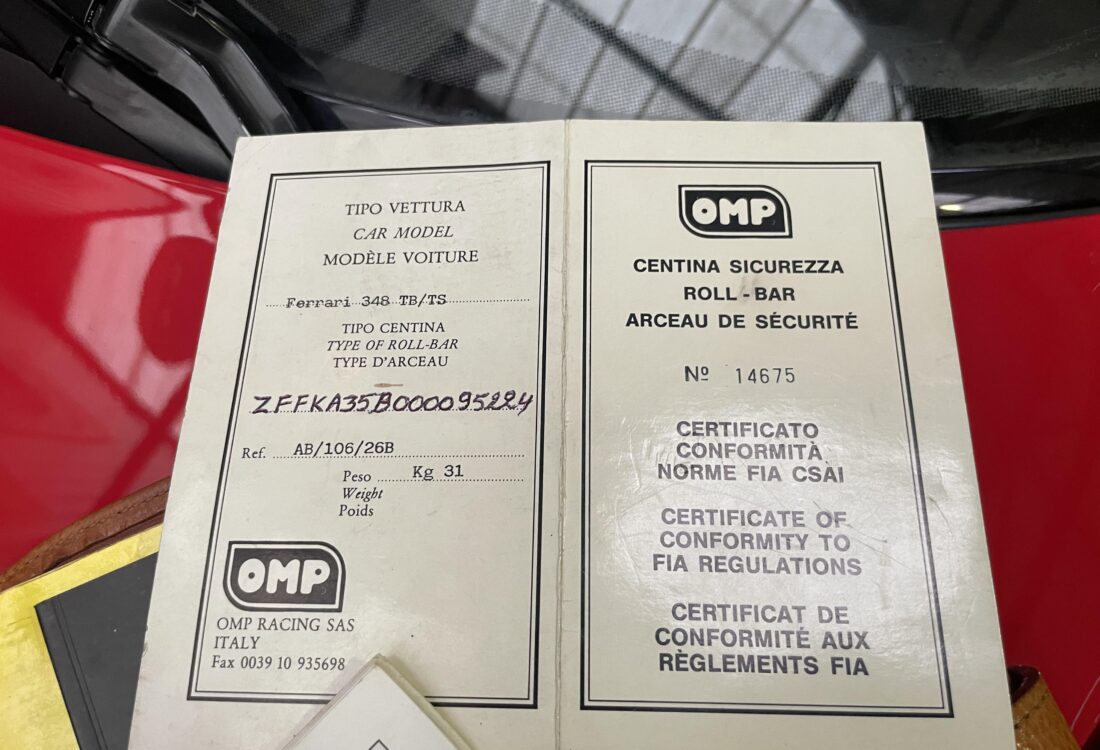 TIPO VETTURA
CAR MODEL
MODÈLE VOITURE
Ferrari 348 TB/TS
TIPO CENTINA
TYPE OF ROLL-BAR
TYPE D'ARCEAU
ZFFKA35B000095224
Ref. AB/106/26B
Peso Kg 31
Weight
Poids
OMP
OMP RACING SAS
ITALY
Fax 0039 10 935698
OMP
CENTINA SICUREZZA
ROLL-BAR
ARCEAU DE SÉCURITÉ
Nº 14675
CERTIFICATO
CONFORMITÀ
NORME FIA CSAI
CERTIFICATE OF
CONFORMITY TO
FIA REGULATIONS
CERTIFICAT DE
CONFORMITÉ AUX
RÈGLEMENTS FIA